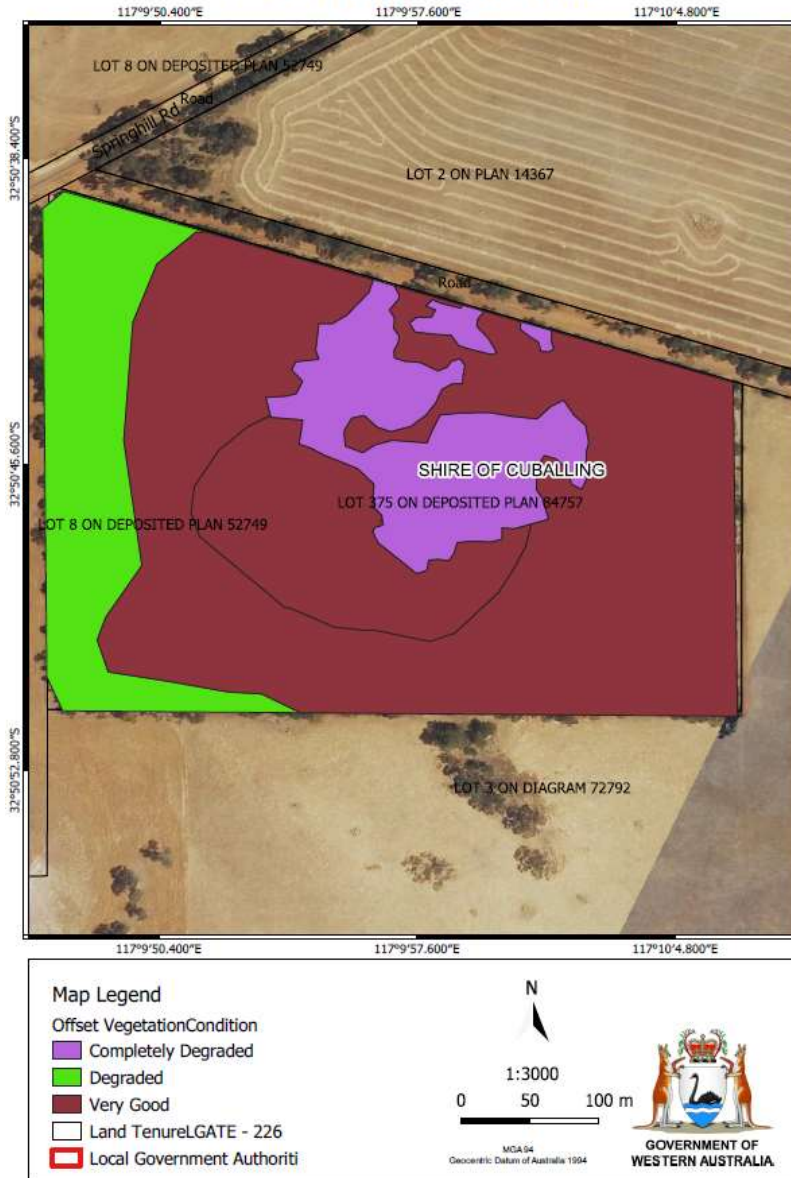 117°9'50.400"E 117°9'57.600"E 117°10'4.800"E
32°50'38.400"S
32°50'45.600"S
32°50'52.800"S
LOT 8 ON DEPOSITED PLAN 52749
Road
Springhill Rd
LOT 2 ON PLAN 14367
Road
SHIRE OF CUBALLING
LOT 375 ON DEPOSITED PLAN 84757
LOT 8 ON DEPOSITED PLAN 52749
LOT 3 ON DIAGRAM 72792
117°9'50.400"E 117°9'57.600"E 117°10'4.800"E
Map Legend
Offset VegetationCondition
Completely Degraded
Degraded
Very Good
Land TenureLGATE - 226
Local Government Authoriti
N
1:3000
0 50 100 m
MGA 94
Geocentric Datum of Australia 1994
GOVERNMENT OF
WESTERN AUSTRALIA